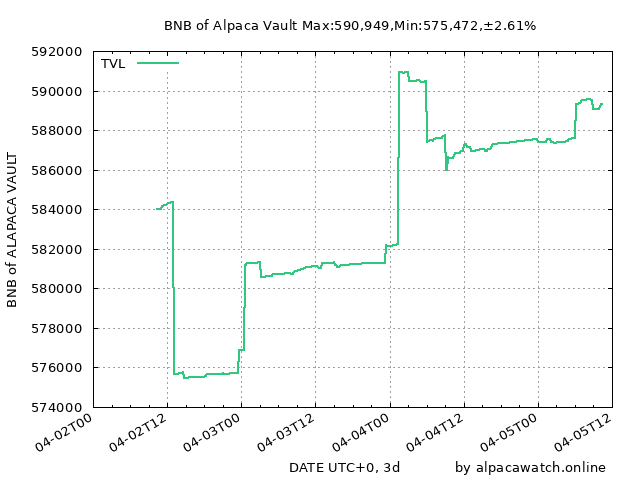 BNB of Alpaca Vault Max:590,949,Min:575,472,±2.61%
592000
TVL
590000
588000
586000
584000
582000
580000
578000
576000
574000
BNB of ALAPACA VAULT
04-02T00
04-02T12
04-03T00
04-03T12
04-04T00
04-04T12
04-05T00
04-05T12
DATE UTC+0, 3d
by alpacawatch.online